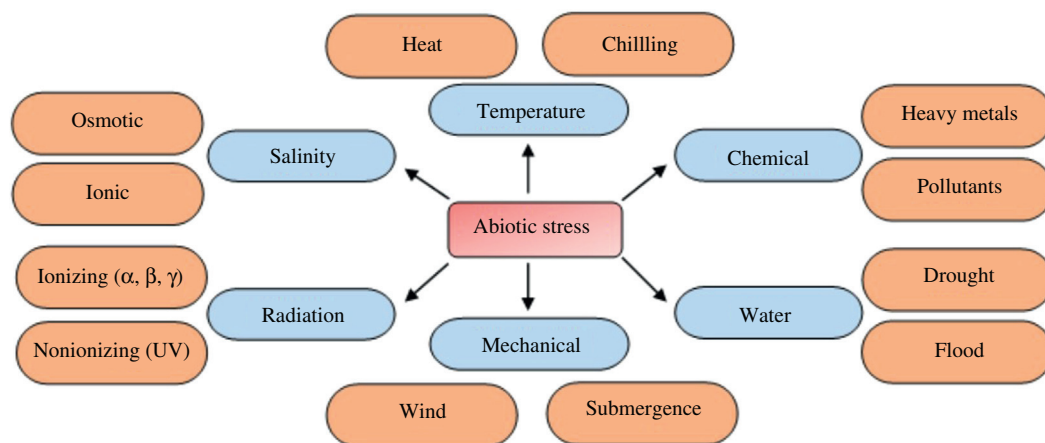 Heat
Chillling
Temperature
Osmotic
Salinity
Ionic
Heavy metals
Chemical
Pollutants
Abiotic stress
Ionizing (α, β, γ)
Radiation
Nonionizing (UV)
Drought
Water
Flood
Mechanical
Wind
Submergence